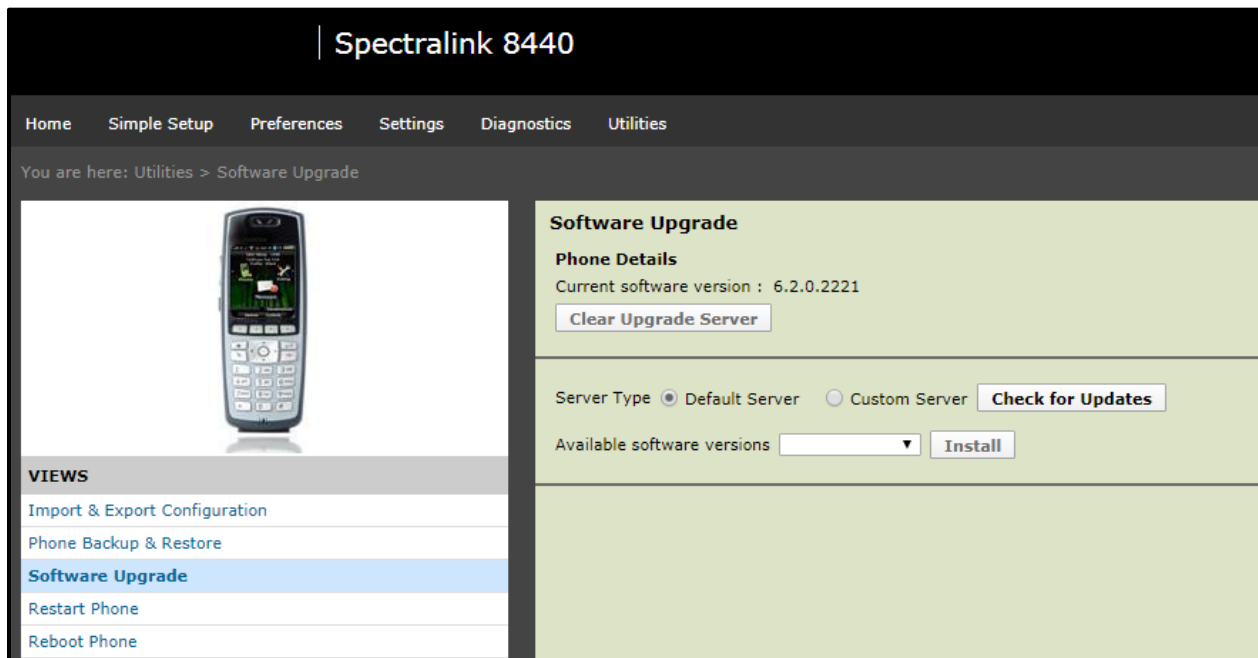 Spectralink 8440
Home Simple Setup Preferences Settings Diagnostics Utilities
You are here: Utilities > Software Upgrade
Software Upgrade
Phone Details
Current software version : 6.2.0.2221
Clear Upgrade Server
Server Type Default Server Custom Server Check for Updates
Available software versions Install
VIEWS
Import & Export Configuration
Phone Backup & Restore
Software Upgrade
Restart Phone
Reboot Phone